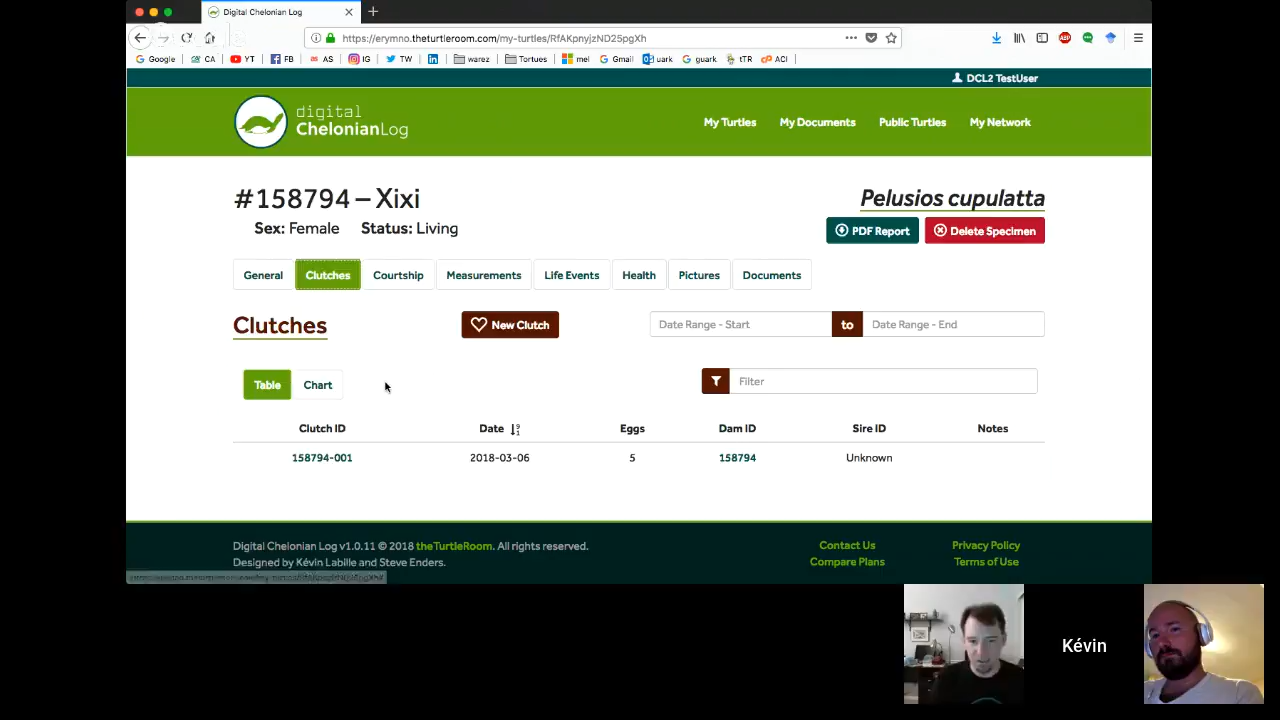 Digital Chelonian Log
https://erymno.theturtleroom.com/my-turtles/RfAKpnyjzND25pgXh
Google CA YT FB AS IG TW warez Tortues mel Gmail uark guark tTR ACI
DCL2 TestUser
digital
ChelonianLog
My Turtles My Documents Public Turtles My Network
#158794 – Xixi
Pelusios cupulatta
Sex: Female Status: Living
PDF Report Delete Specimen
General Clutches Courtship Measurements Life Events Health Pictures Documents
Clutches New Clutch Date Range - Start to Date Range - End
Table Chart Filter
Clutch ID Date Eggs Dam ID Sire ID Notes
158794-001 2018-03-06 5 158794 Unknown
Digital Chelonian Log v1.0.11 © 2018 theTurtleRoom. All rights reserved.
Designed by Kévin Labille and Steve Enders.
Contact Us Privacy Policy
Compare Plans Terms of Use
Kévin